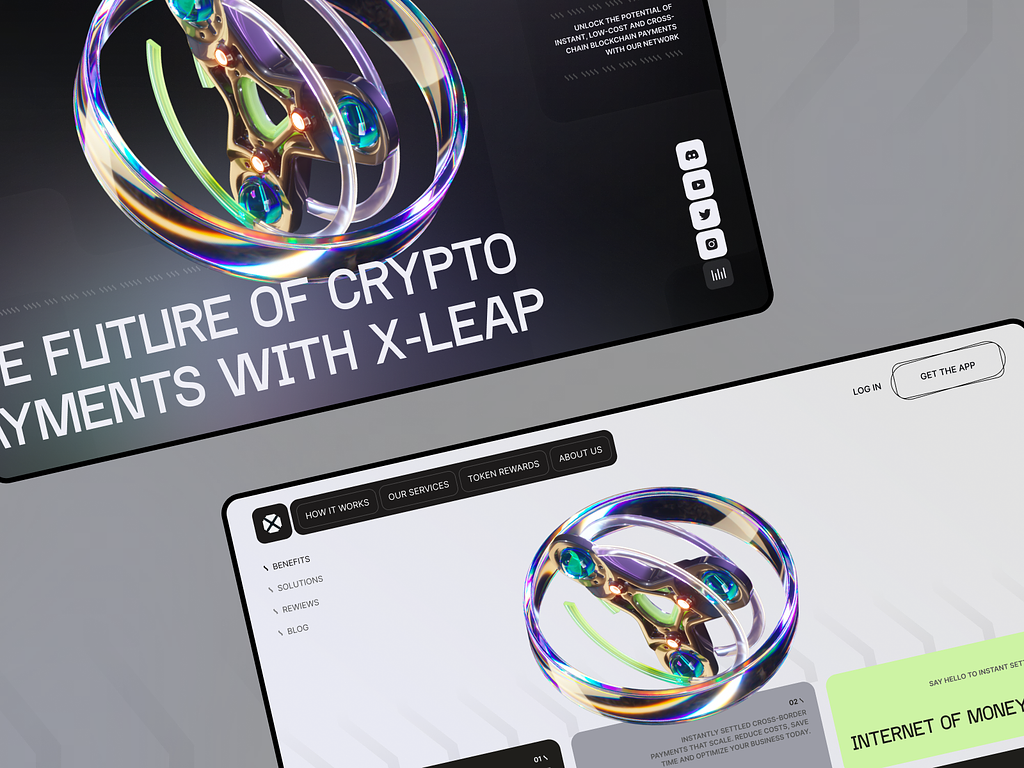 UNLOCK THE POTENTIAL OF
INSTANT, LOW-COST AND CROSS-
CHAIN BLOCKCHAIN PAYMENTS
WITH OUR NETWORK
E FUTURE OF CRYPTO
AYMENTS WITH X-LEAP
LOG IN
GET THE APP
HOW IT WORKS
OUR SERVICES
TOKEN REWARDS
ABOUT US
\ BENEFITS
\ SOLUTIONS
\ REWIEWS
\ BLOG
01 \
02 \
INSTANTLY SETTLED CROSS-BORDER
PAYMENTS THAT SCALE. REDUCE COSTS, SAVE
TIME AND OPTIMIZE YOUR BUSINESS TODAY.
SAY HELLO TO INSTANT SETT
INTERNET OF MONEY